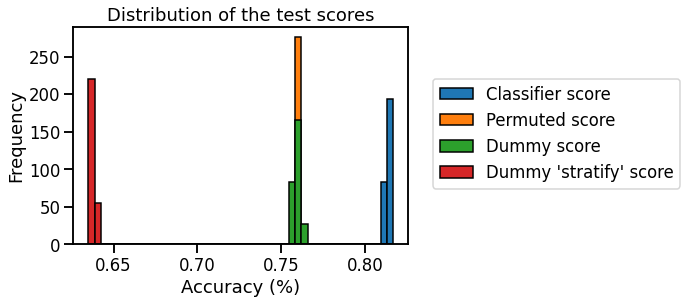 Distribution of the test scores
Frequency
250
200
150
100
50
0
0.65 0.70 0.75 0.80
Accuracy (%)
Classifier score
Permuted score
Dummy score
Dummy 'stratify' score